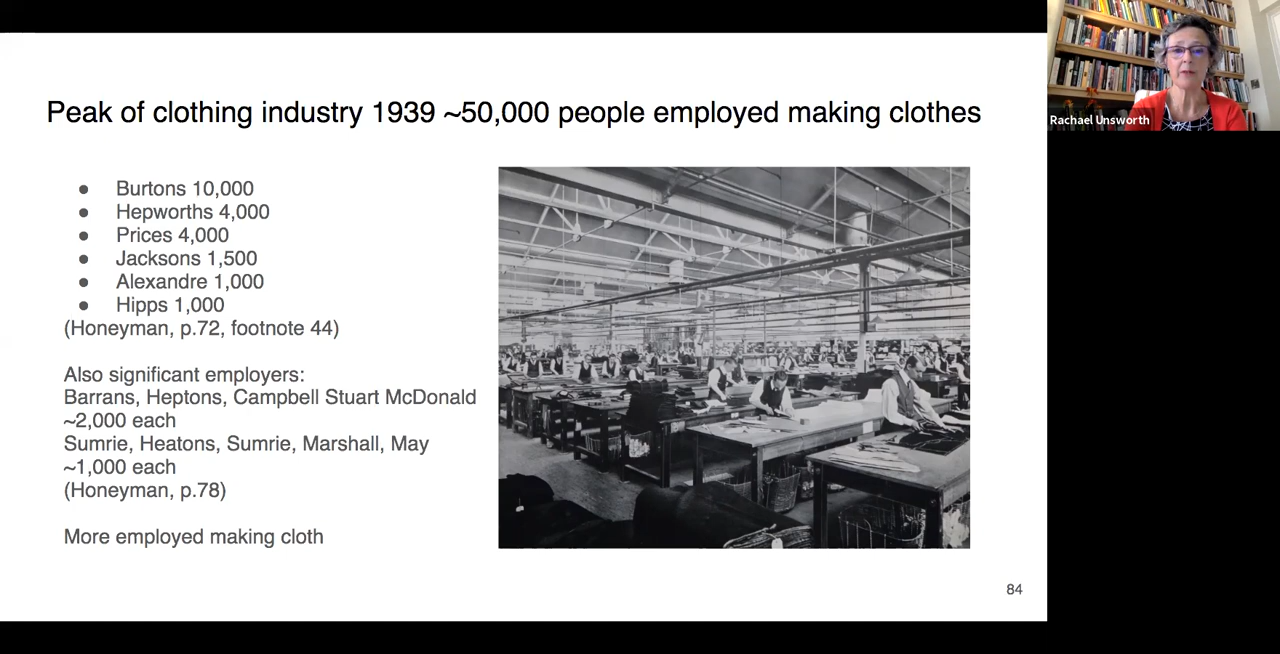 Peak of clothing industry 1939 ~50,000 people employed making clothes
● Burtons 10,000
● Hepworths 4,000
● Prices 4,000
● Jacksons 1,500
● Alexandre 1,000
● Hipps 1,000
(Honeyman, p.72, footnote 44)
Also significant employers:
Barrans, Heptons, Campbell Stuart McDonald
~2,000 each
Sumrie, Heatons, Sumrie, Marshall, May
~1,000 each
(Honeyman, p.78)
More employed making cloth
84
Rachael Unsworth